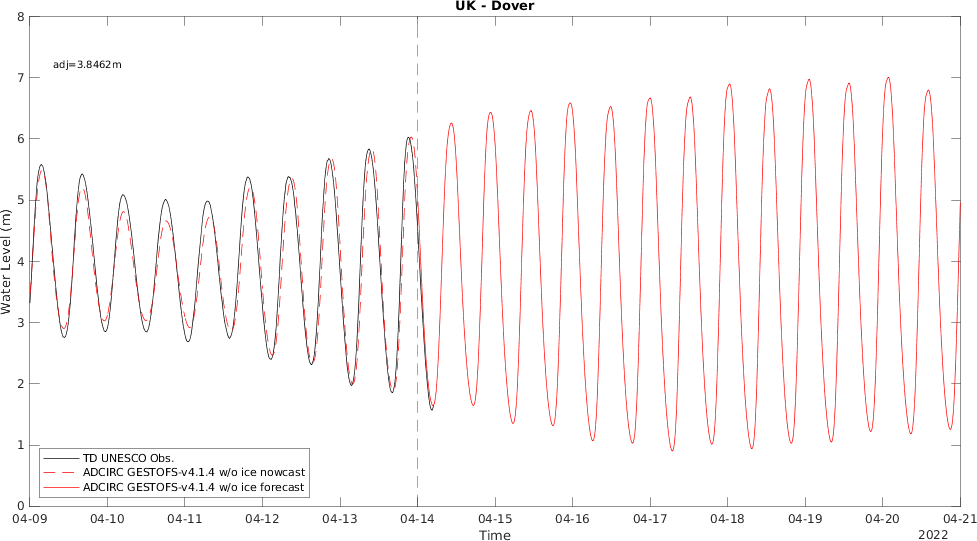 UK - Dover
8
adj=3.8462m
7
6
5
4
3
2
1
0
Water Level (m)
TD UNESCO Obs.
ADCIRC GESTOFS-v4.1.4 w/o ice nowcast
ADCIRC GESTOFS-v4.1.4 w/o ice forecast
04-09 04-10 04-11 04-12 04-13 04-14 04-15 04-16 04-17 04-18 04-19 04-20 04-21
Time
2022